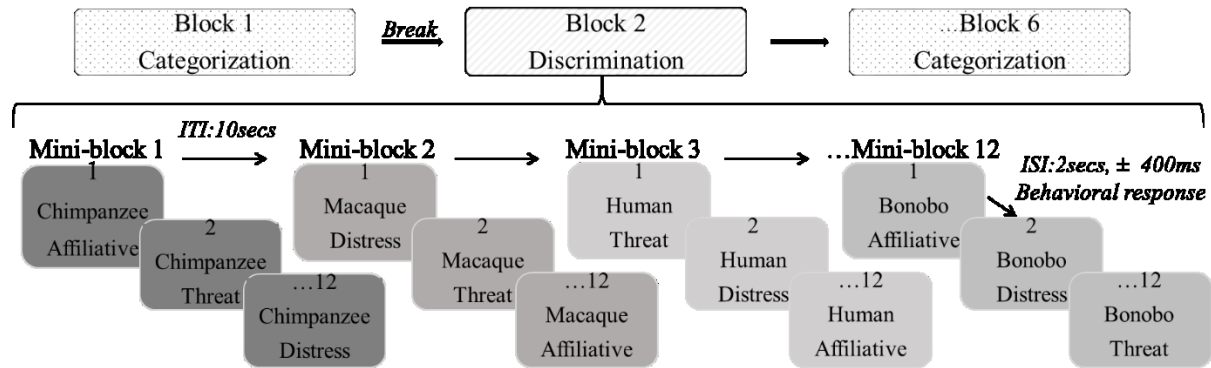 Block 1
Categorization
Break
Block 2
Discrimination
…Block 6
Categorization
ITI:10secs
Mini-block 1
Mini-block 2
Mini-block 3
…Mini-block 12
ISI:2secs, ± 400ms
Behavioral response
1
Chimpanzee
Affiliative
2
Chimpanzee
Threat
…12
Chimpanzee
Distress
1
Macaque
Distress
2
Macaque
Threat
…12
Macaque
Affiliative
1
Human
Threat
2
Human
Distress
…12
Human
Affiliative
1
Bonobo
Affiliative
2
Bonobo
Distress
…12
Bonobo
Threat